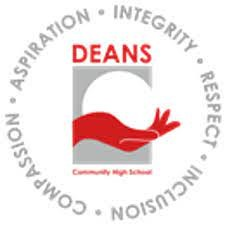 COMPASSION • ASPIRATION • INTEGRITY • RESPECT • INCLUSION •
DEANS
Community High School